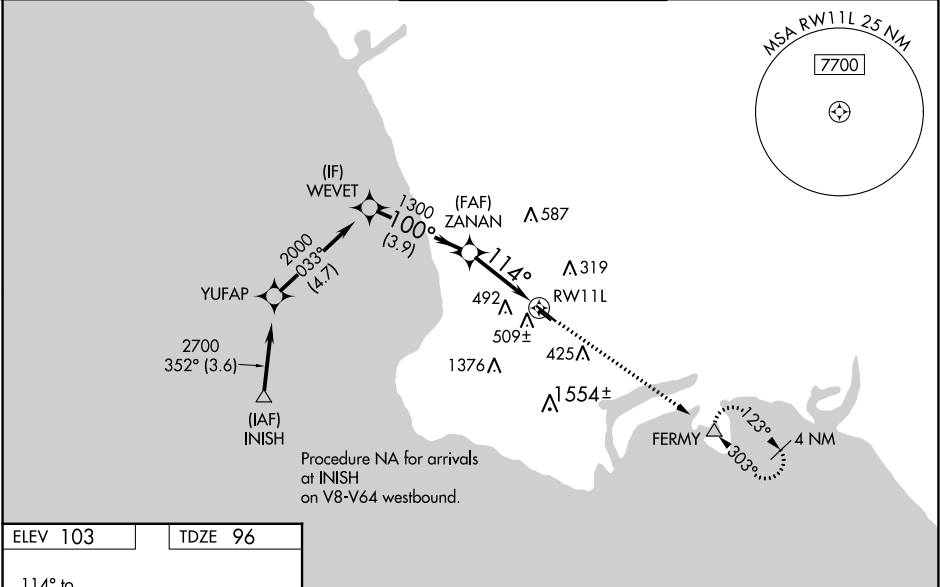 MSA RW11L 25 NM
7700
(IF)
WEVET
1300
100°
(3.9)
(FAF)
ZANAN
587
2000
033°
(4.7)
114°
319
YUFAP
492
RW11L
509±
2700
352° (3.6)
1376
425
1554±
(IAF)
INISH
FERMY
123°
303°
4 NM
Procedure NA for arrivals
at INISH
on V8-V64 westbound.
ELEV 103
TDZE 96
114° to